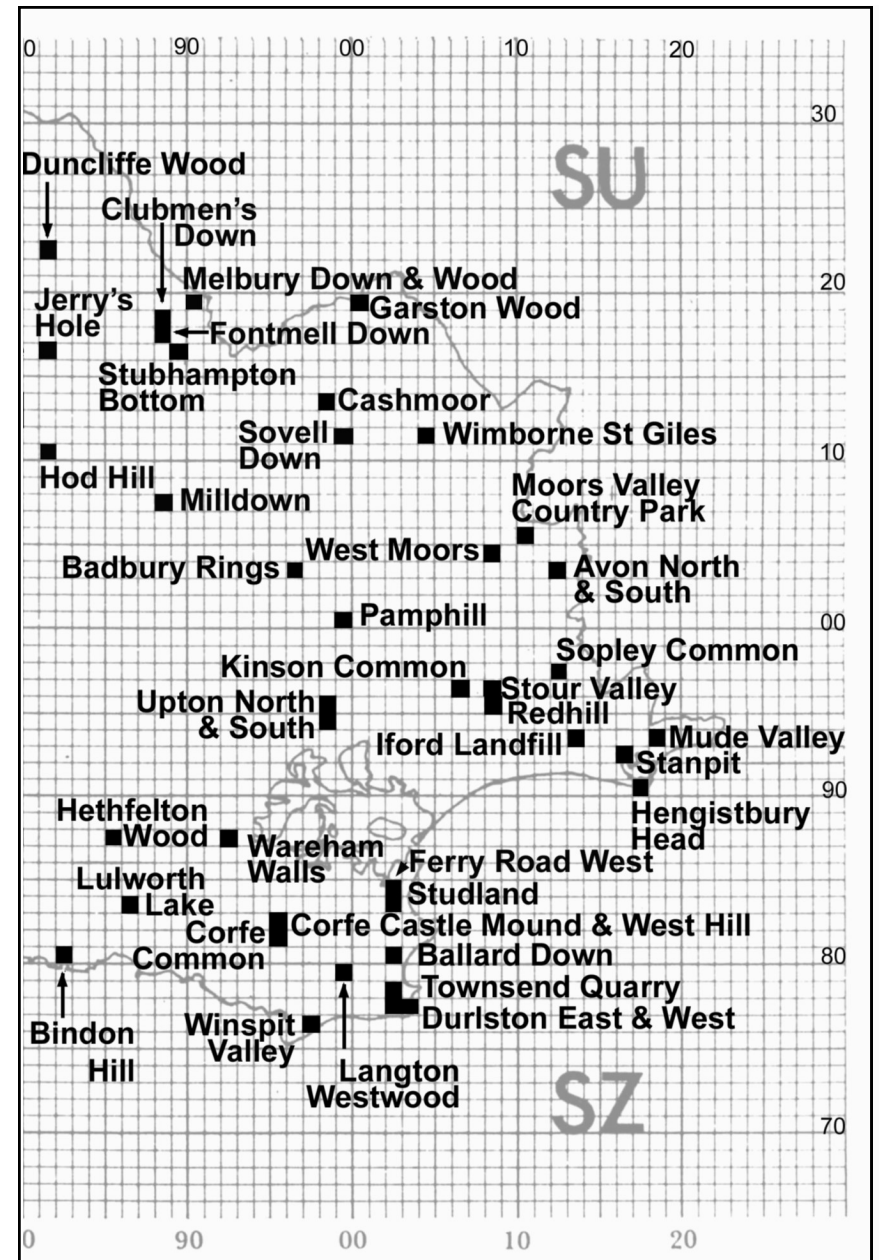 0 90 00 10 20
30
SU
Duncliffe Wood
Clubmen's
Down
20
Melbury Down & Wood
Jerry's
Hole
Garston Wood
Fontmell Down
Stubhampton
Bottom
Cashmoor
Sovell
Down
Wimborne St Giles
10
Hod Hill
Milldown
Moors Valley
Country Park
West Moors
Badbury Rings
Avon North
& South
Pamphill
00
Sopley Common
Kinson Common
Stour Valley
Upton North
& South
Redhill
Iford Landfill
Mude Valley
Stanpit
90
Hengistbury
Head
Hethfelton
Wood
Wareham
Walls
Ferry Road West
Lulworth
Lake
Studland
Corfe Castle Mound & West Hill
Corfe
Common
Ballard Down
80
Townsend Quarry
Durlston East & West
Bindon
Hill
Winspit
Valley
Langton
Westwood
SZ
70
0 90 00 10 20